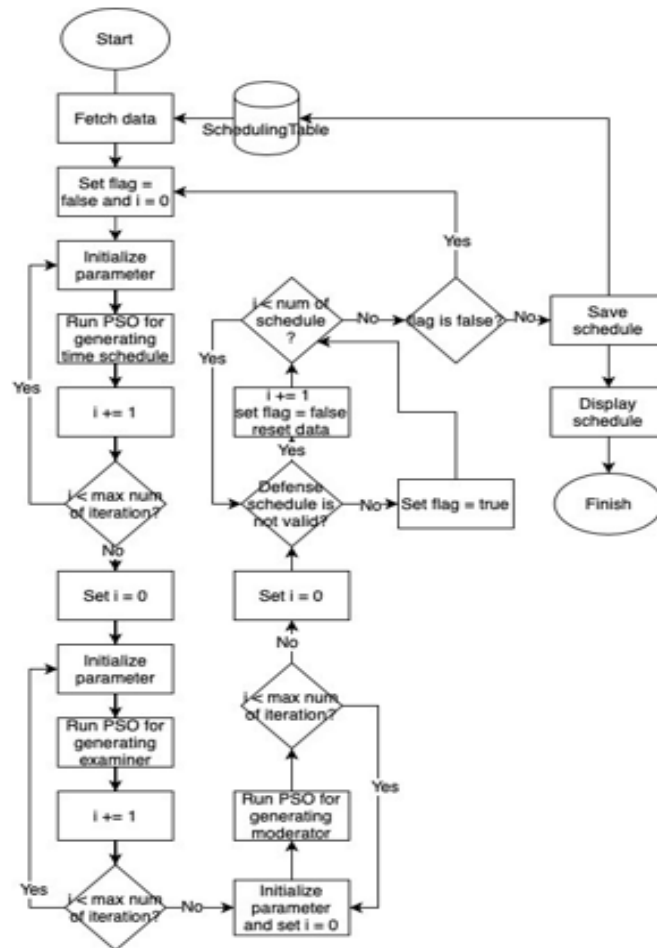 Start
Fetch data
SchedulingTable
Set flag =
false and i = 0
Initialize
parameter
Run PSO for
generating
time schedule
i += 1
Yes
i < max num
of iteration?
No
Set i = 0
Initialize
parameter
Run PSO for
generating
examiner
i += 1
Yes
i < max num
of iteration?
No
Initialize
parameter
and set i = 0
Run PSO for
generating
moderator
Yes
i < max num
of iteration?
No
Set i = 0
Defense
schedule is
not valid?
No
Set flag = true
Yes
i += 1
set flag = false
reset data
Yes
i < num of
schedule
?
No
flag is false?
Yes
No
Save
schedule
Display
schedule
Finish